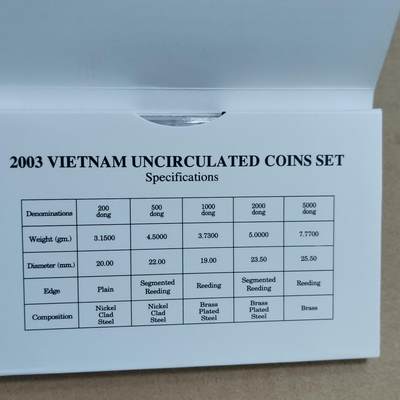 2003 VIETNAM UNCIRCULATED COINS SET
Specifications
Denominations 200 dong 500 dong 1000 dong 2000 dong 5000 dong
Weight (gm.) 3.1500 4.5000 3.7300 5.0000 7.7700
Diameter (mm.) 20.00 22.00 19.00 23.50 25.50
Edge Plain Segmented Reeding Reeding Segmented Reeding Reeding
Composition Nickel Clad Steel Nickel Clad Steel Brass Plated Steel Brass Plated Steel Brass